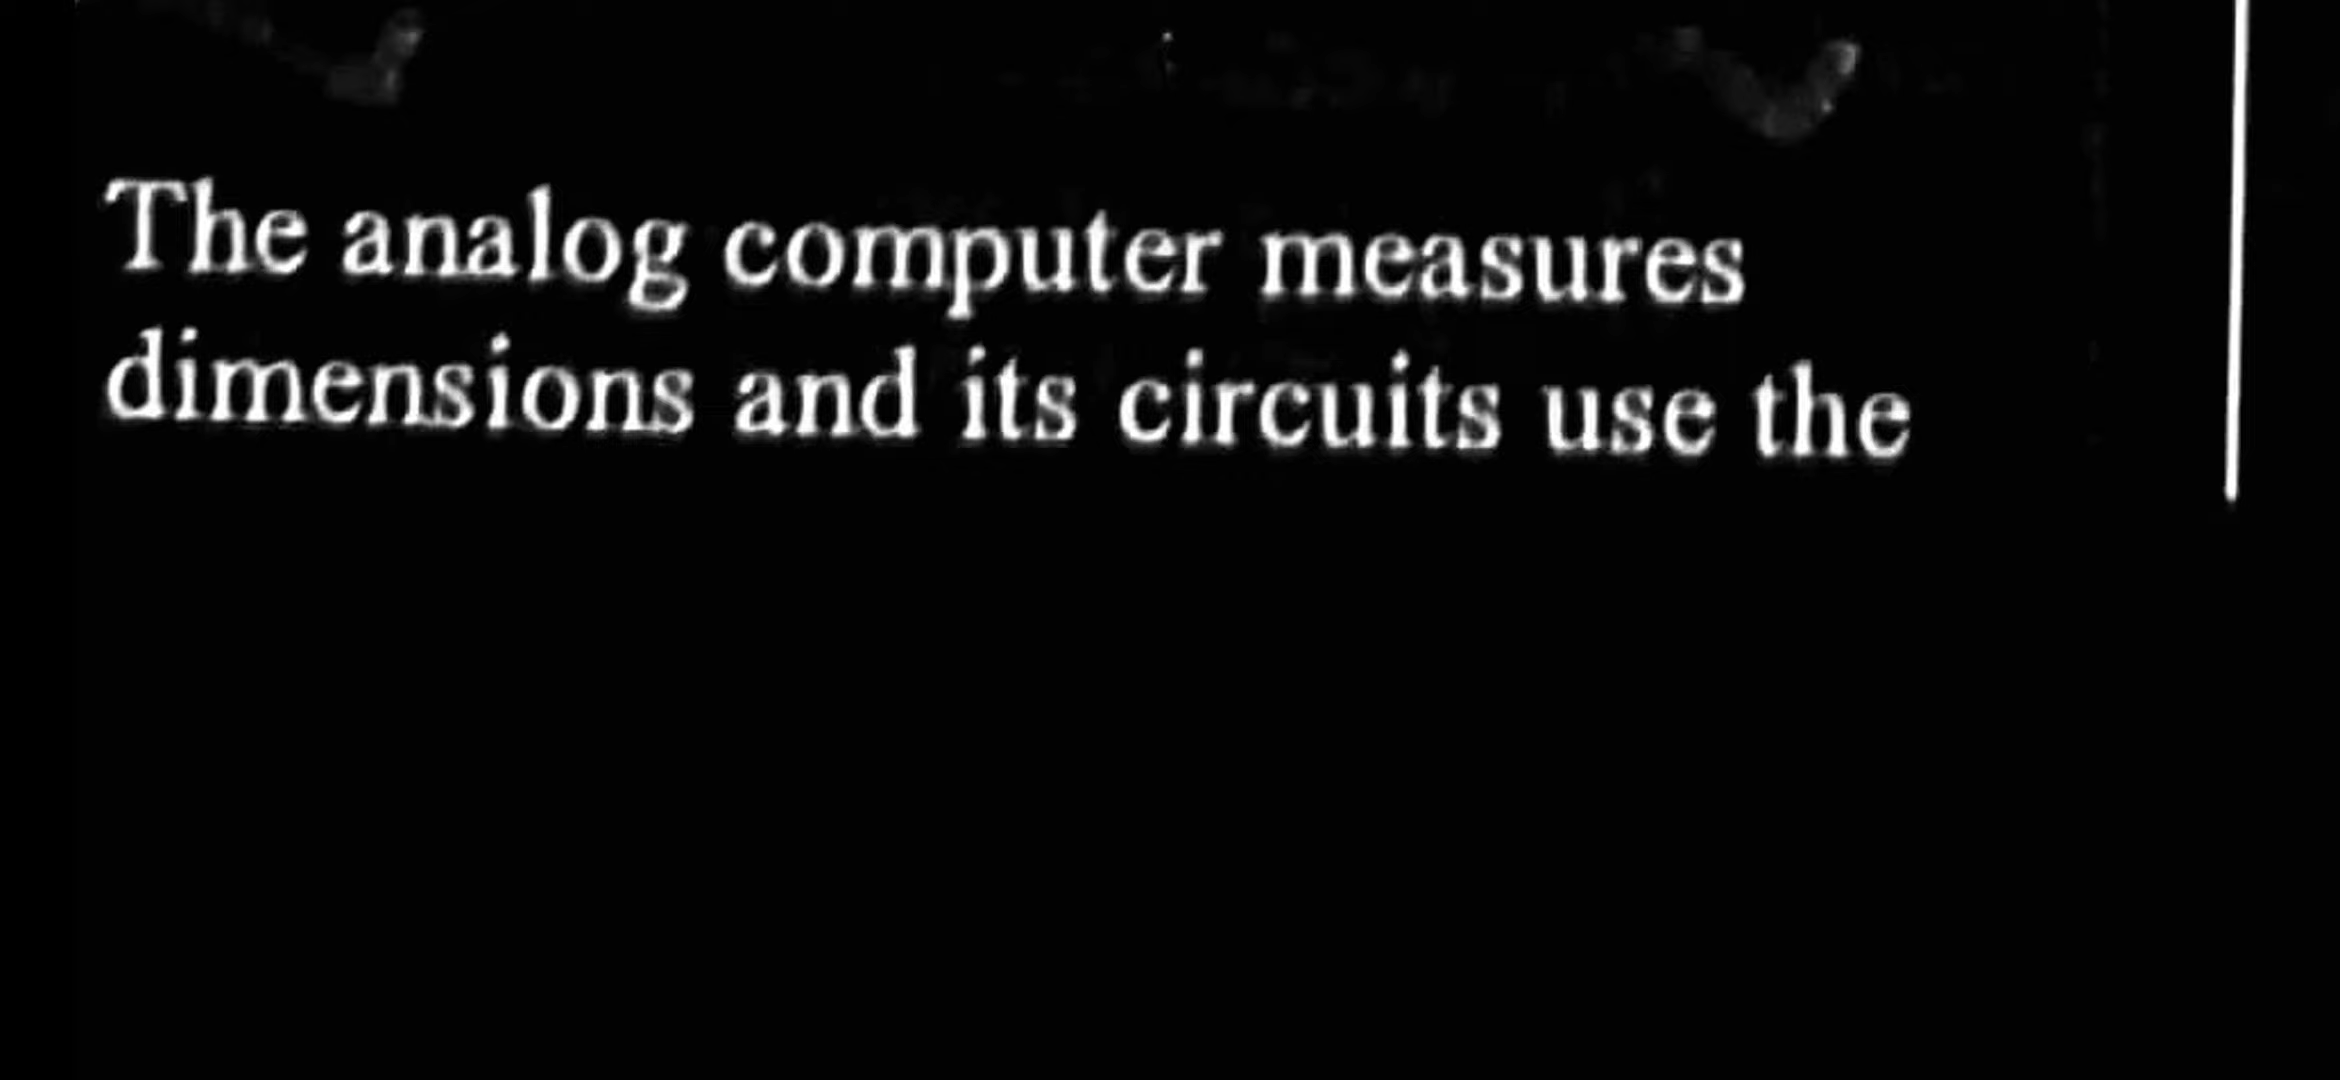 The analog computer measures
dimensions and its circuits use the